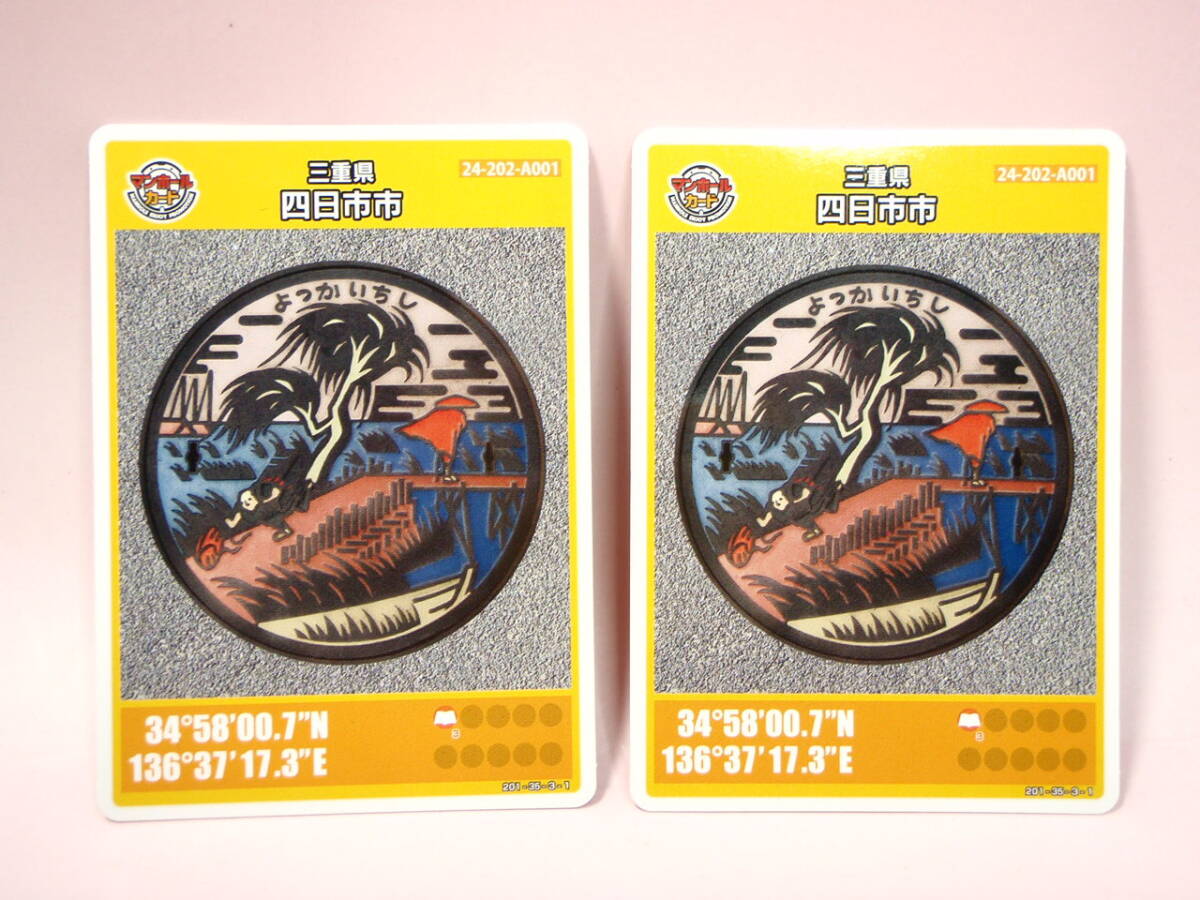 マンホール
カード
三重県
四日市市
24-202-A001
よっかいちし
34°58'00.7"N
136°37'17.3"E
3
201-35-3-1
マンホール
カード
三重県
四日市市
24-202-A001
よっかいちし
34°58'00.7"N
136°37'17.3"E
3
201-35-3-1